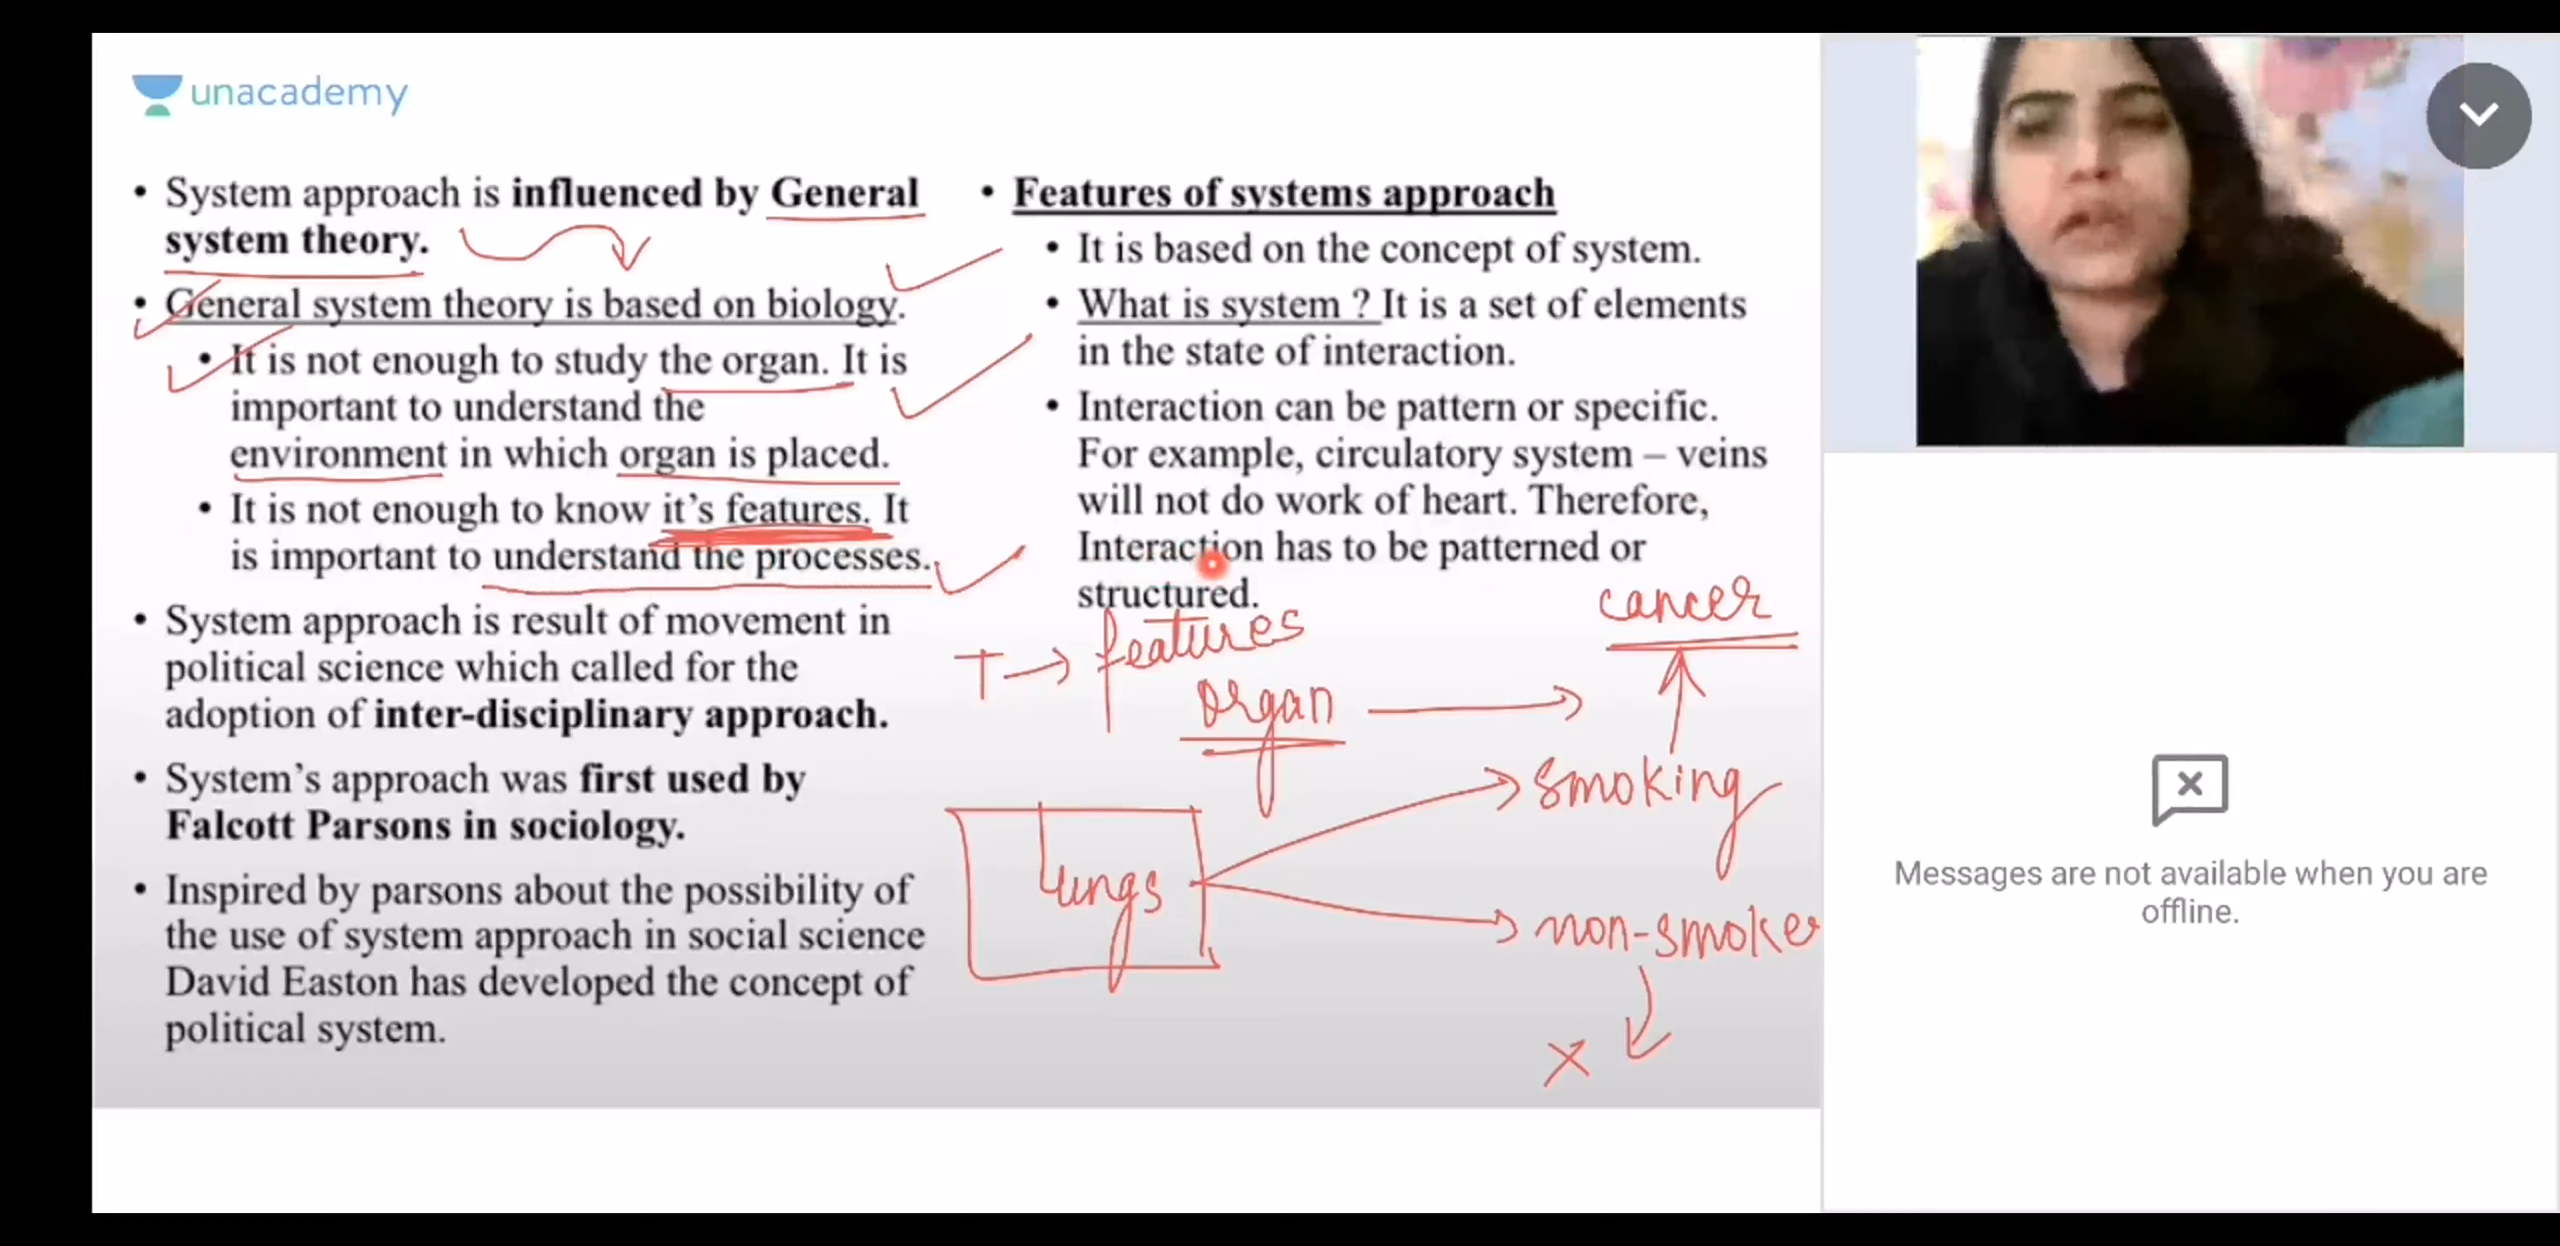 unacademy
• System approach is influenced by General
system theory.
• General system theory is based on biology.
• It is not enough to study the organ. It is
important to understand the
environment in which organ is placed.
• It is not enough to know it's features. It
is important to understand the processes.
• System approach is result of movement in
political science which called for the
adoption of inter-disciplinary approach.
• System's approach was first used by
Falcott Parsons in sociology.
• Inspired by parsons about the possibility of
the use of system approach in social science
David Easton has developed the concept of
political system.
• Features of systems approach
• It is based on the concept of system.
• What is system ? It is a set of elements
in the state of interaction.
• Interaction can be pattern or specific.
For example, circulatory system – veins
will not do work of heart. Therefore,
Interaction has to be patterned or
structured.
T → features
organ →
cancer
smoking
Lungs
non-smoker
X
Messages are not available when you are
offline.